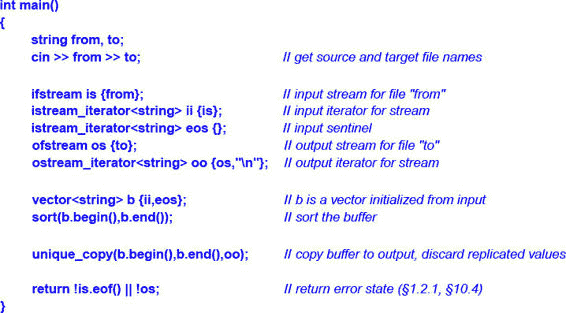 int main()
{
string from, to;
cin >> from >> to; // get source and target file names
ifstream is {from}; // input stream for file "from"
istream_iterator<string> ii {is}; // input iterator for stream
istream_iterator<string> eos {}; // input sentinel
ofstream os {to}; // output stream for file "to"
ostream_iterator<string> oo {os,"\n"}; // output iterator for stream
vector<string> b {ii,eos}; // b is a vector initialized from input
sort(b.begin(),b.end()); // sort the buffer
unique_copy(b.begin(),b.end(),oo); // copy buffer to output, discard replicated values
return !is.eof() || !os; // return error state (§1.2.1, §10.4)
}